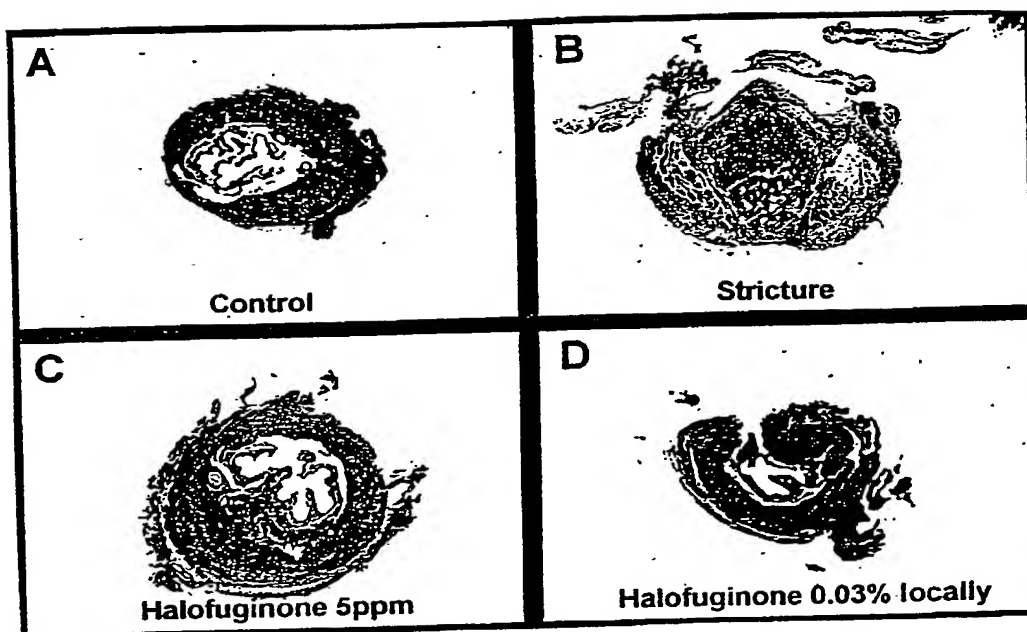 A
Control
B
Stricture
C
Halofuginone 5ppm
D
Halofuginone 0.03% locally